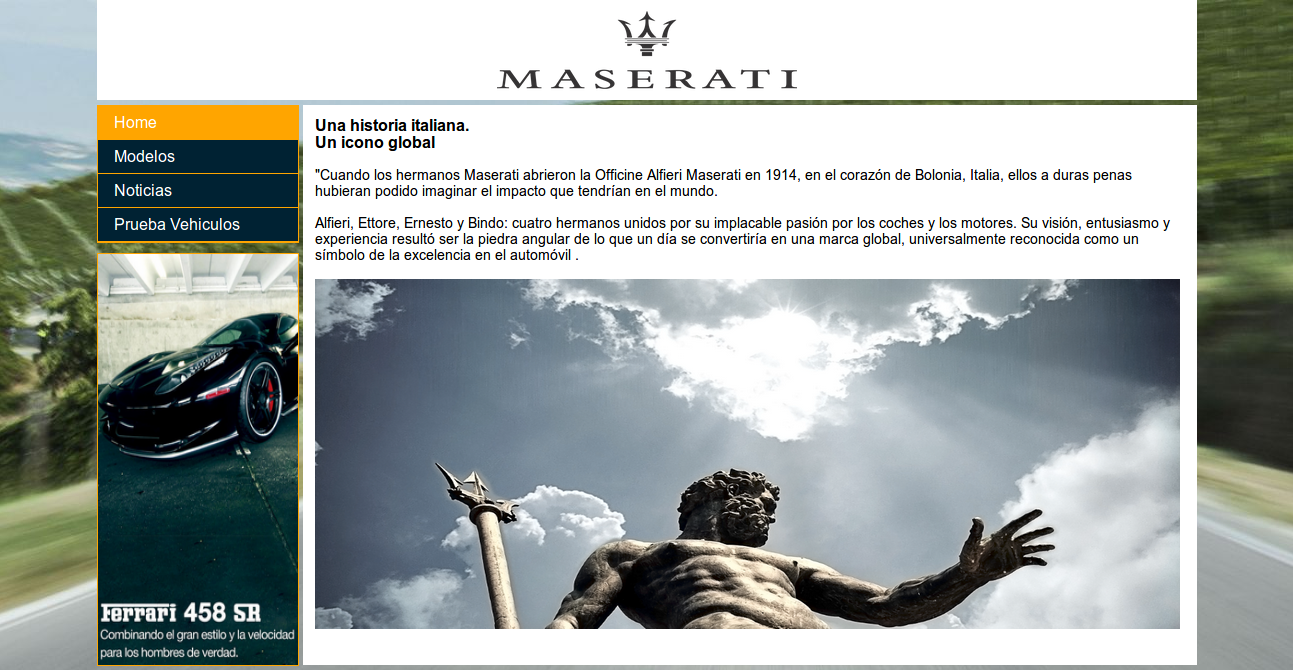 MASERATI
Home
Modelos
Noticias
Prueba Vehiculos
Ferrari 458 SR
Combinando el gran estilo y la velocidad
para los hombres de verdad.
Una historia italiana.
Un icono global
"Cuando los hermanos Maserati abrieron la Officine Alfieri Maserati en 1914, en el corazón de Bolonia, Italia, ellos a duras penas
hubieran podido imaginar el impacto que tendrían en el mundo.
Alfieri, Ettore, Ernesto y Bindo: cuatro hermanos unidos por su implacable pasión por los coches y los motores. Su visión, entusiasmo y
experiencia resultó ser la piedra angular de lo que un día se convertiría en una marca global, universalmente reconocida como un
símbolo de la excelencia en el automóvil .